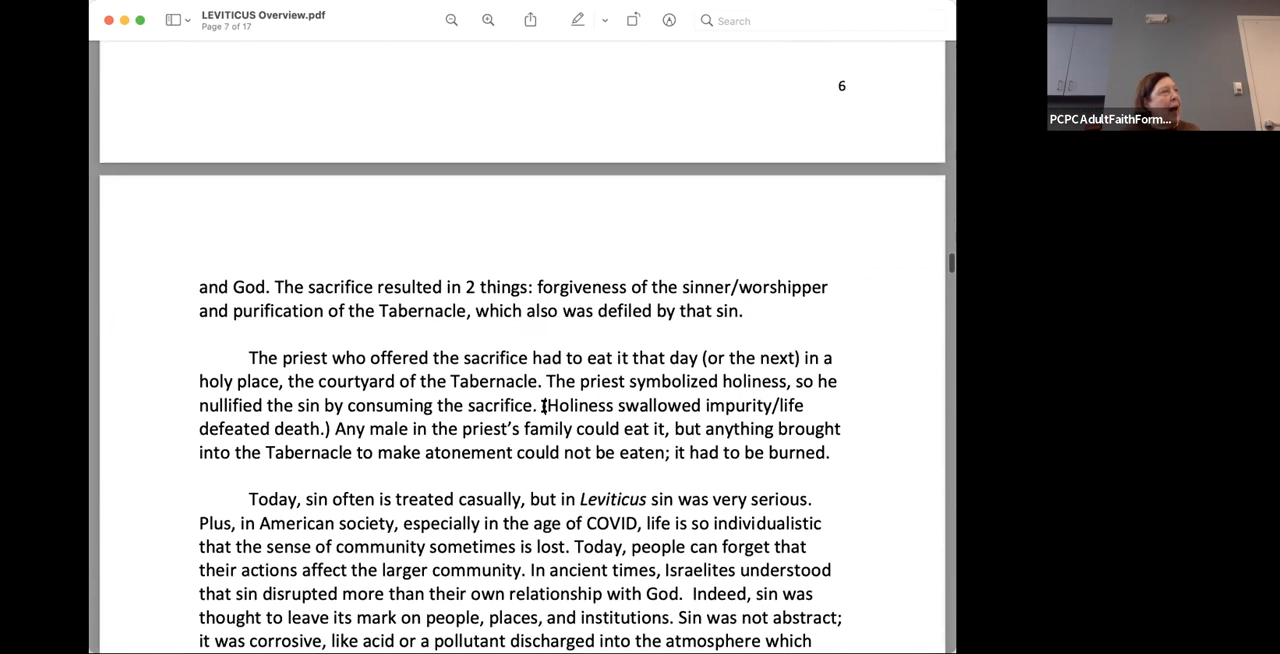 LEVITICUS Overview.pdf
Page 7 of 17
Search
PCPC AdultFaithForm...
6
and God. The sacrifice resulted in 2 things: forgiveness of the sinner/worshipper
and purification of the Tabernacle, which also was defiled by that sin.
The priest who offered the sacrifice had to eat it that day (or the next) in a
holy place, the courtyard of the Tabernacle. The priest symbolized holiness, so he
nullified the sin by consuming the sacrifice. (Holiness swallowed impurity/life
defeated death.) Any male in the priest's family could eat it, but anything brought
into the Tabernacle to make atonement could not be eaten; it had to be burned.
Today, sin often is treated casually, but in Leviticus sin was very serious.
Plus, in American society, especially in the age of COVID, life is so individualistic
that the sense of community sometimes is lost. Today, people can forget that
their actions affect the larger community. In ancient times, Israelites understood
that sin disrupted more than their own relationship with God. Indeed, sin was
thought to leave its mark on people, places, and institutions. Sin was not abstract;
it was corrosive, like acid or a pollutant discharged into the atmosphere which